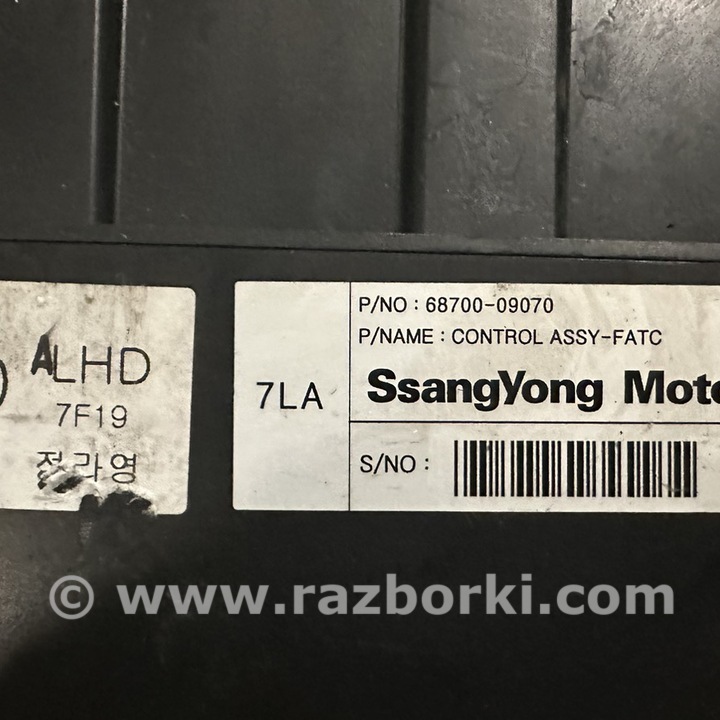 ALHD
7F19
정라영
7LA
P/NO : 68700-09070
P/NAME : CONTROL ASSY-FATC
SsangYong Moto
S/NO :
© www.razborki.com